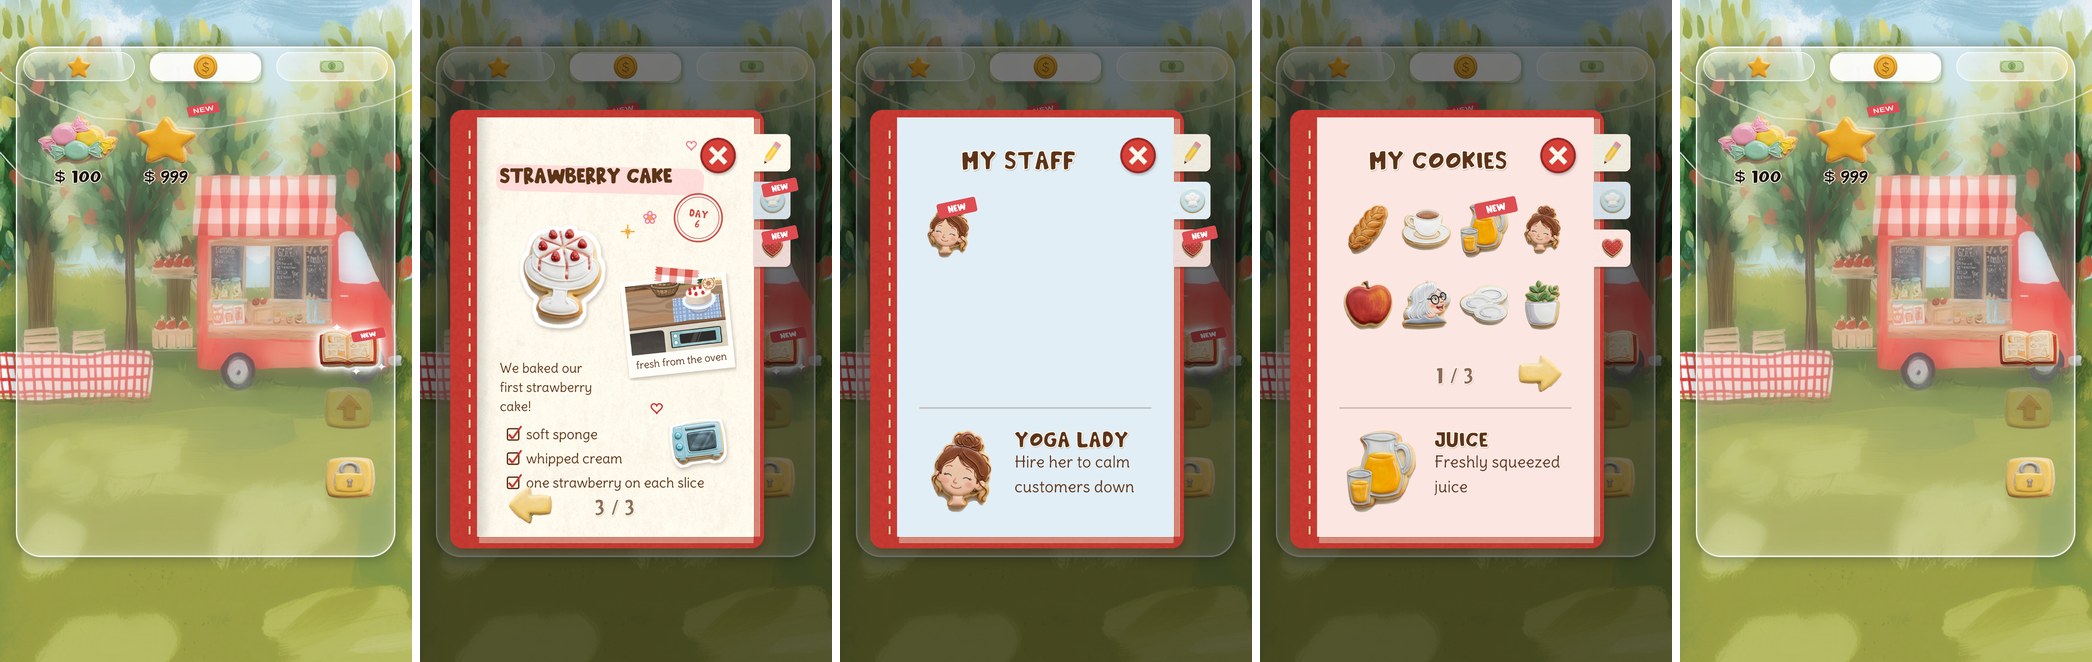 NEW
$ 100
$ 999
NEW
NEW
STRAWBERRY CAKE
NEW
DAY
6
NEW
fresh from the oven
We baked our
first strawberry
cake!
soft sponge
whipped cream
one strawberry on each slice
3 / 3
NEW
NEW
MY STAFF
NEW
NEW
YOGA LADY
Hire her to calm
customers down
MY COOKIES
NEW
1 / 3
JUICE
Freshly squeezed
juice
NEW
$ 100
$ 999